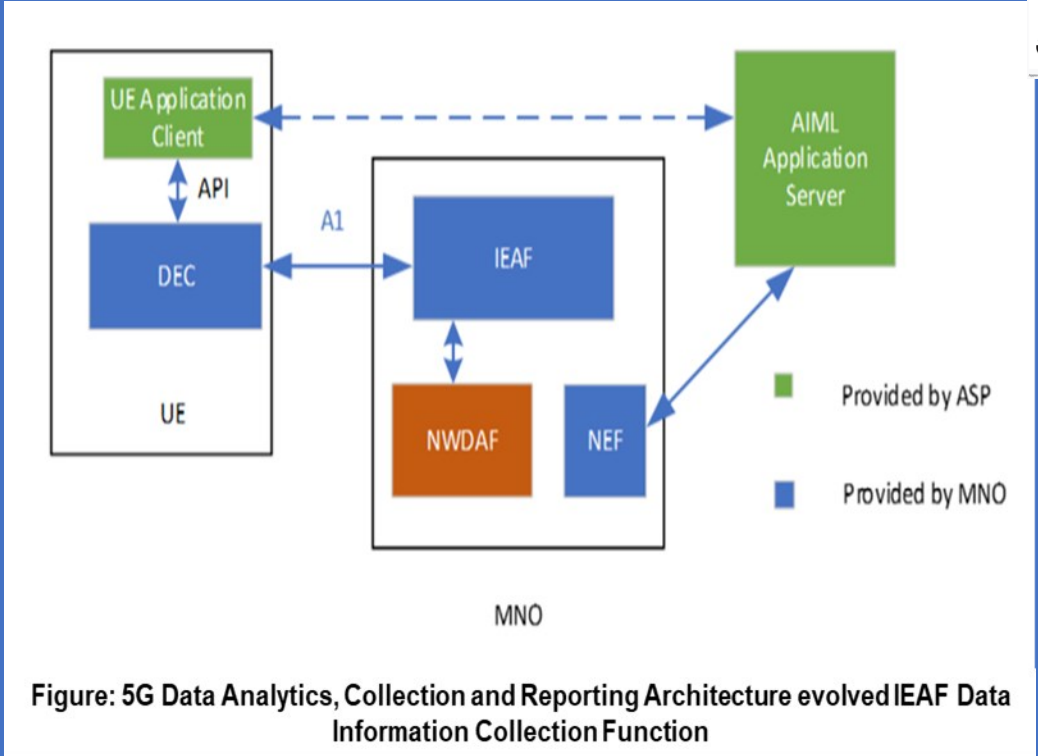 UE Application
Client
API
DEC
UE
A1
IEAF
NWDAF
NEF
MNO
AIML
Application
Server
Provided by ASP
Provided by MNO
Figure: 5G Data Analytics, Collection and Reporting Architecture evolved IEAF Data
Information Collection Function